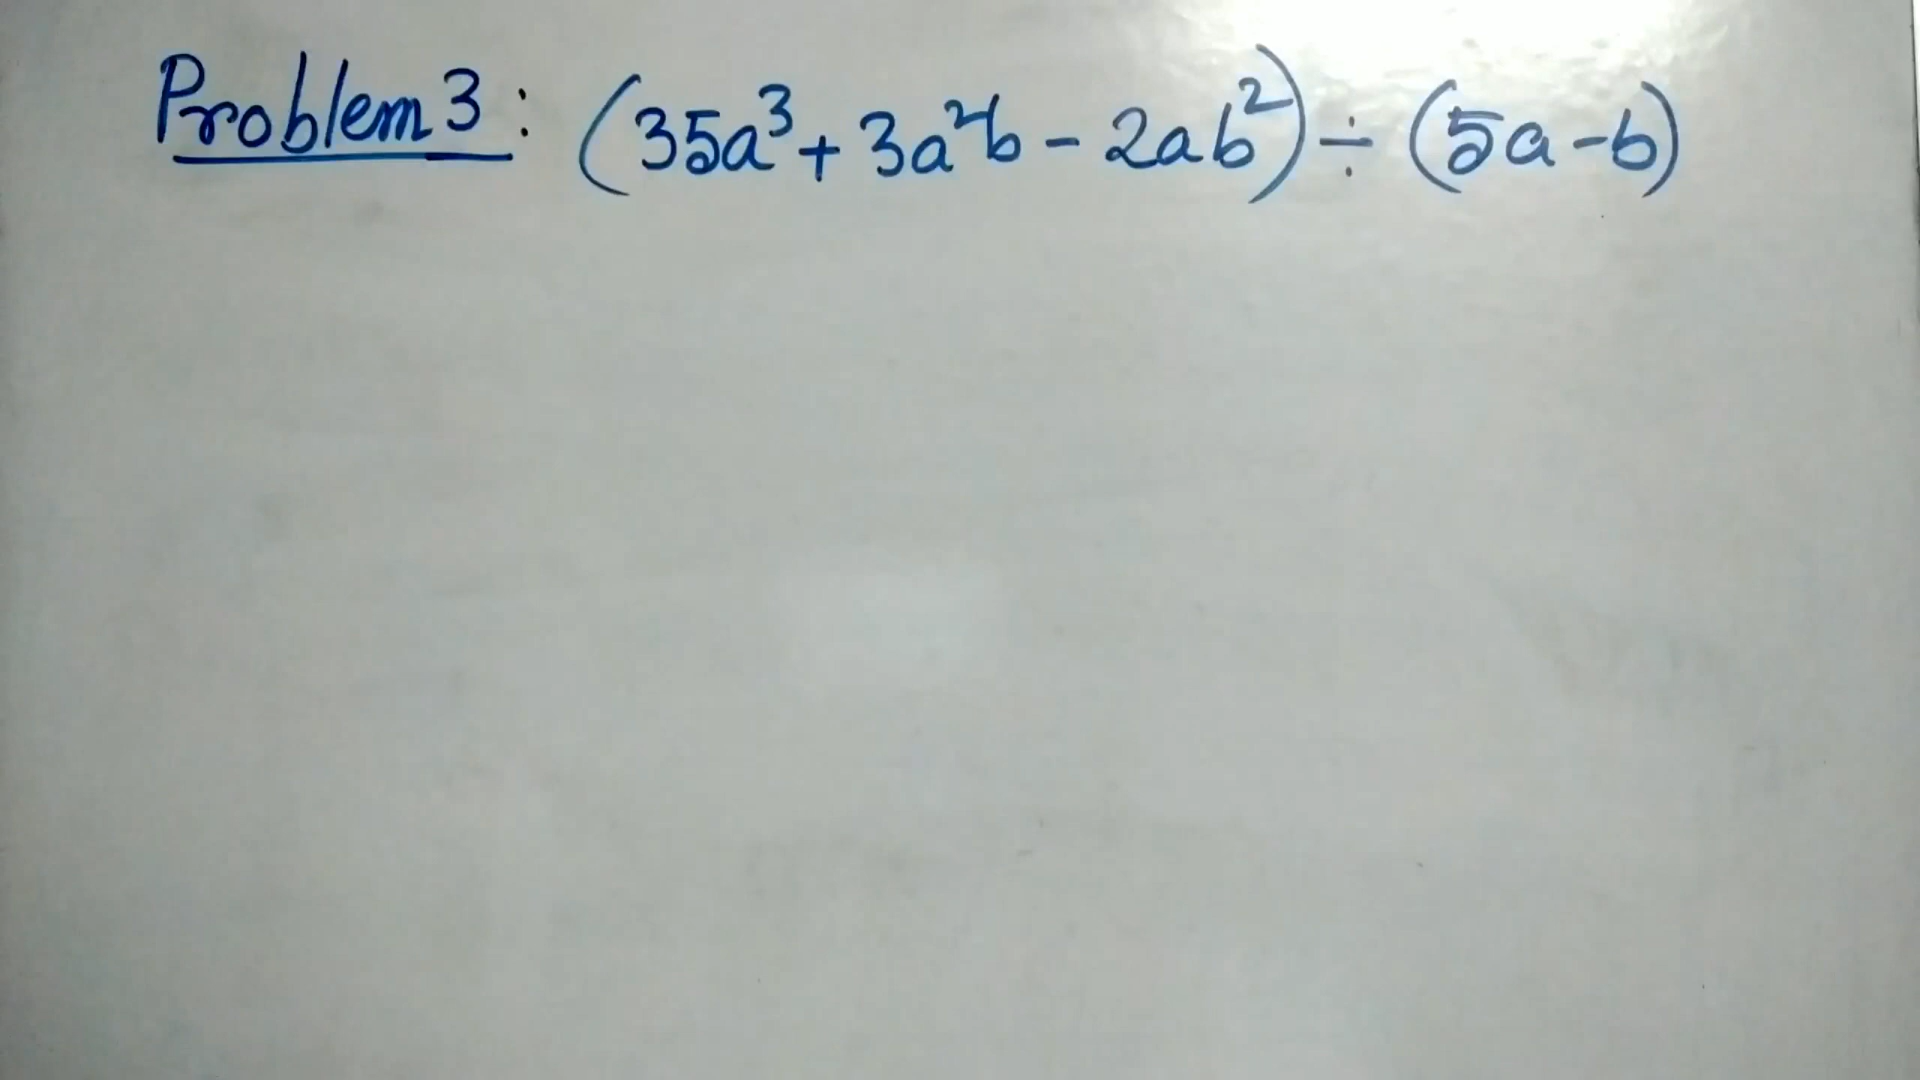 Problem 3: (35a³ + 3a²b - 2ab²) ÷ (5a - b)